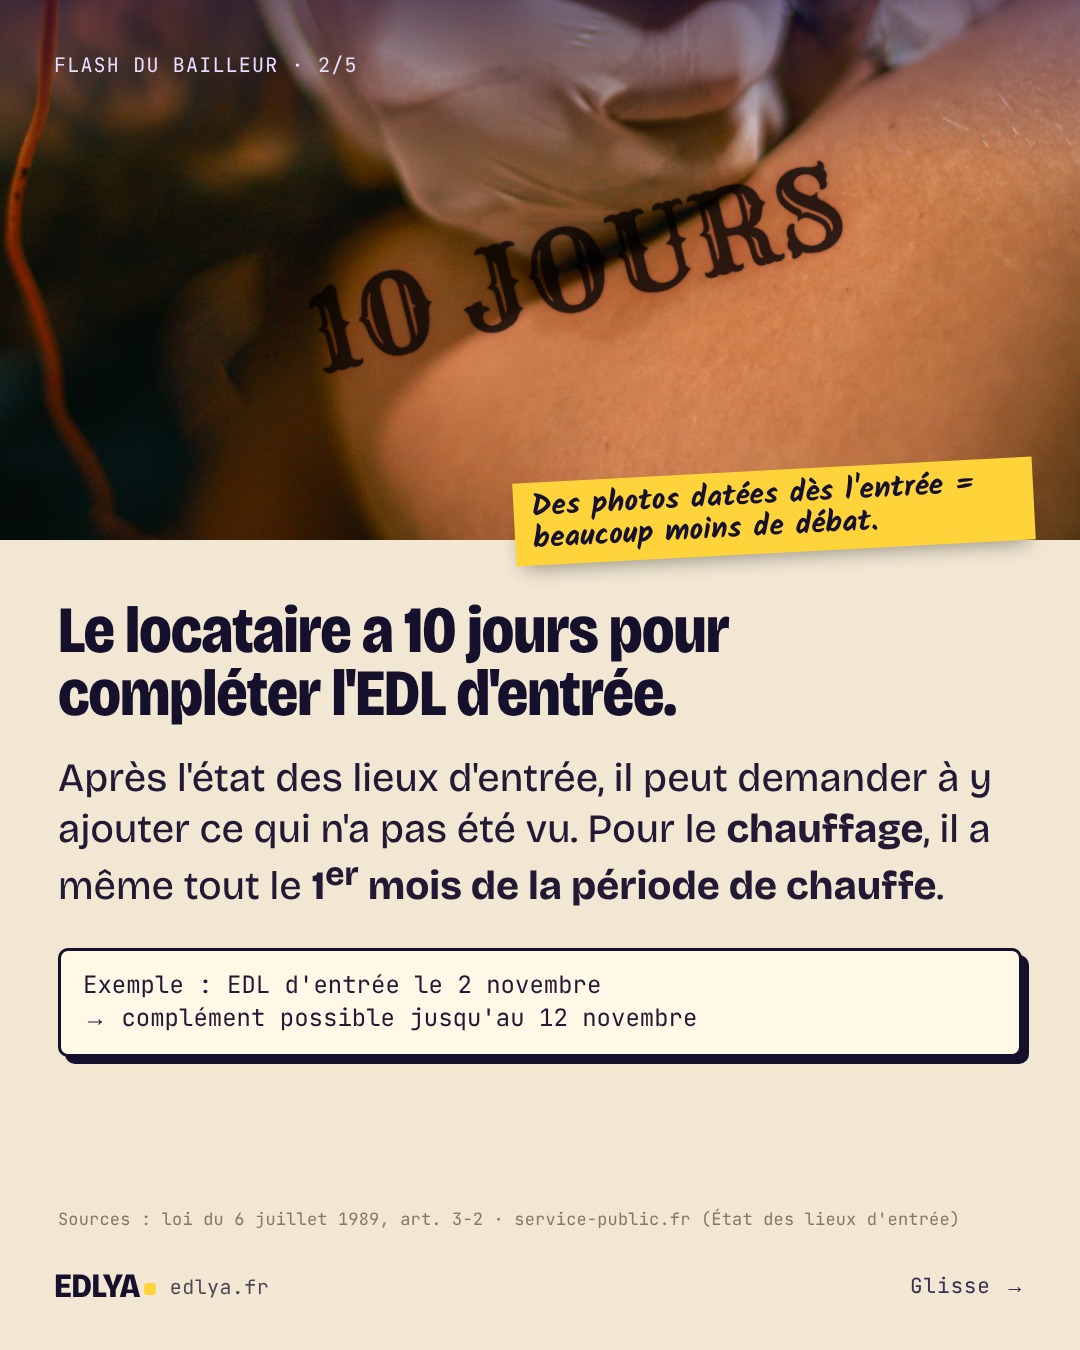 FLASH DU BAILLEUR · 2/5
10 JOURS
Des photos datées dès l'entrée =
beaucoup moins de débat.
Le locataire a 10 jours pour
compléter l'EDL d'entrée.
Après l'état des lieux d'entrée, il peut demander à y
ajouter ce qui n'a pas été vu. Pour le chauffage, il a
même tout le 1er mois de la période de chauffe.
Exemple : EDL d'entrée le 2 novembre
→ complément possible jusqu'au 12 novembre
Sources : loi du 6 juillet 1989, art. 3-2 · service-public.fr (État des lieux d'entrée)
EDLYA edlya.fr
Glisse →